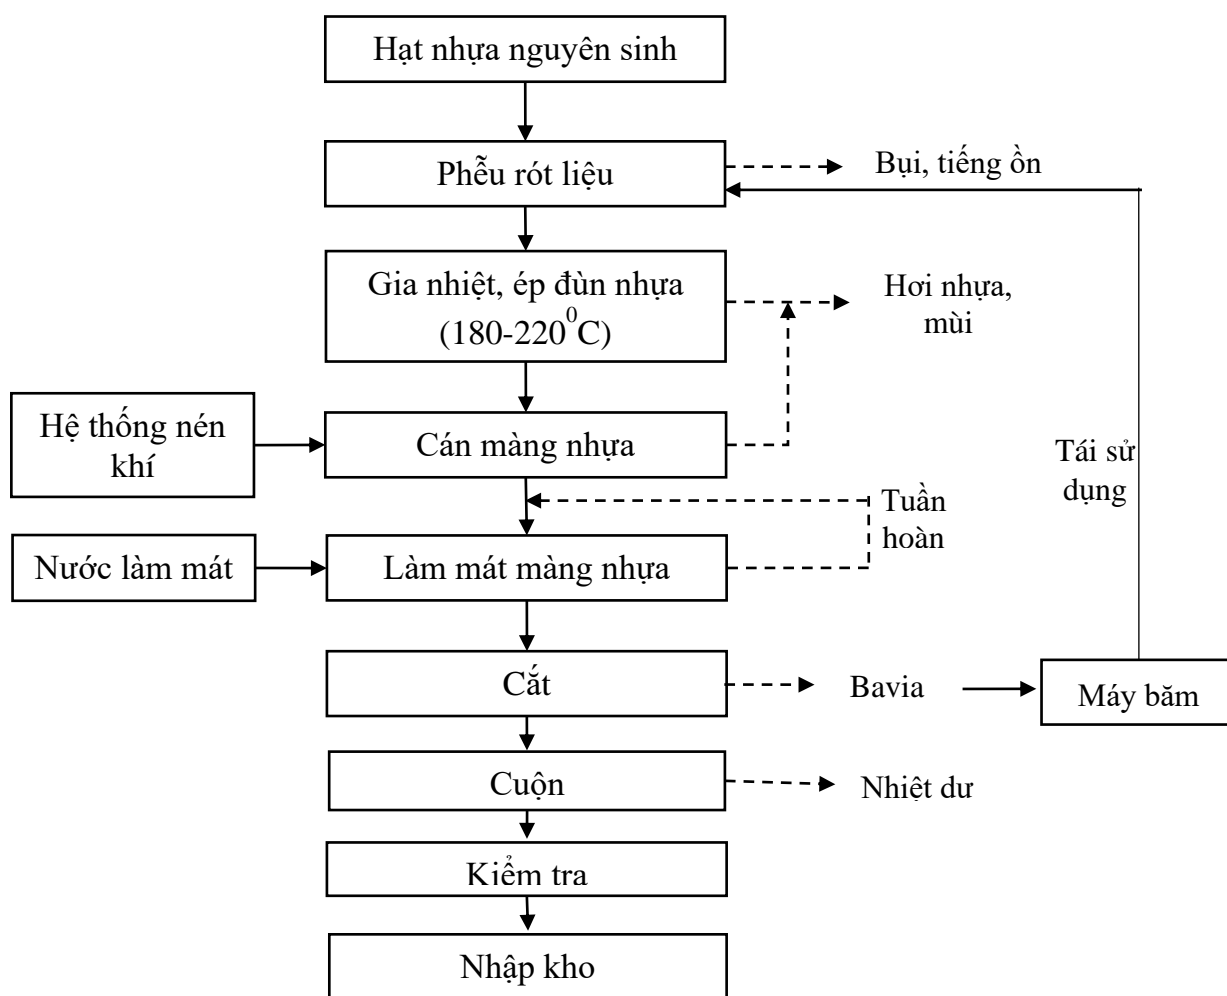 Hạt nhựa nguyên sinh
Phễu rót liệu
Bụi, tiếng ồn
Gia nhiệt, ép đùn nhựa
(180-220⁰C)
Hơi nhựa,
mùi
Hệ thống nén
khí
Cán màng nhựa
Tái sử
dụng
Tuần
hoàn
Nước làm mát
Làm mát màng nhựa
Cắt
Bavia
Máy băm
Cuộn
Nhiệt dư
Kiểm tra
Nhập kho